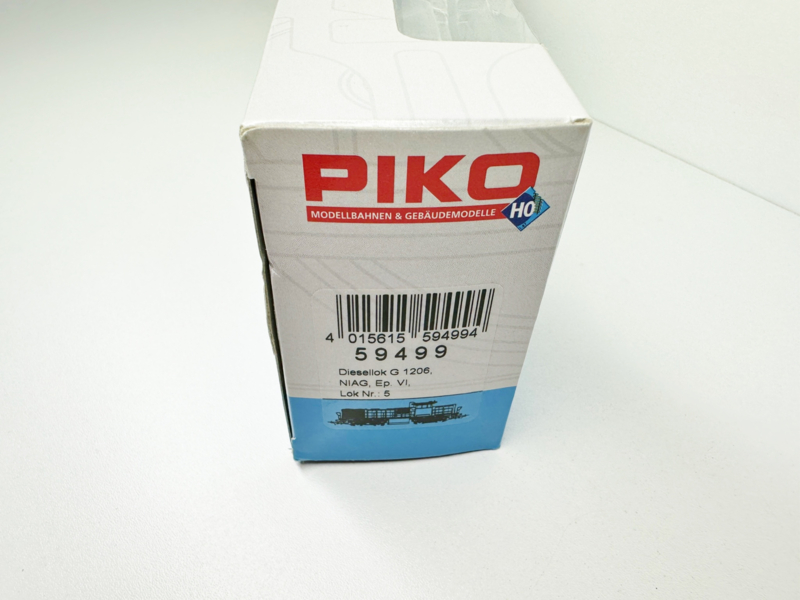 PIKO
MODELLBAHNEN & GEBÄUDEMODELLE
H0
4 015615 594994
59499
Diesellok G 1206,
NIAG, Ep. VI,
Lok Nr.: 5